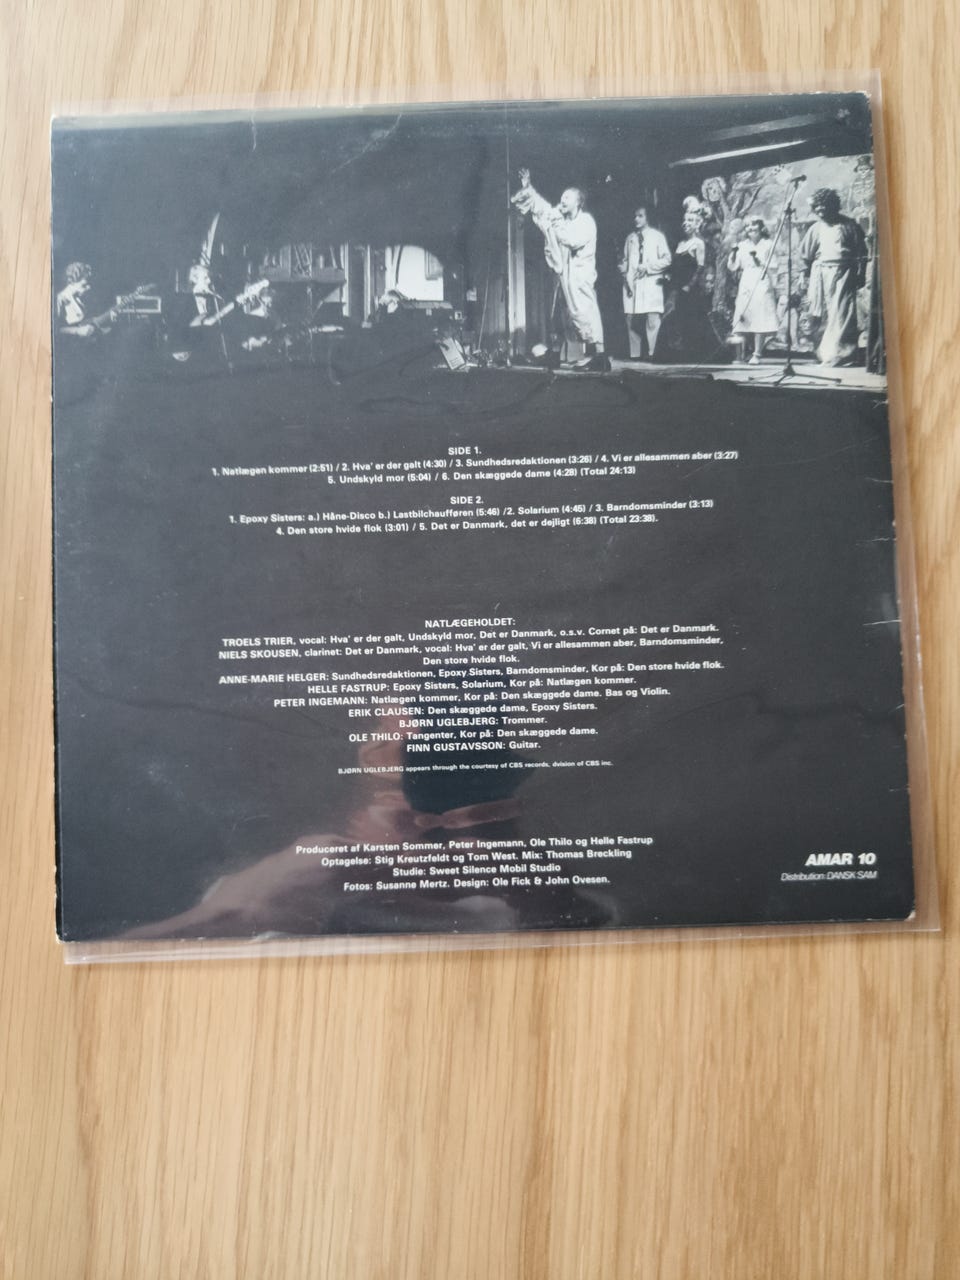 SIDE 1.
1. Natlægen kommer (2:51) / 2. Hva' er der galt (4:30) / 3. Sundhedsredaktionen (3:26) / 4. Vi er allesammen aber (3:27)
5. Undskyld mor (5:04) / 6. Den skæggede dame (4:28) (Total 24:13)
SIDE 2.
1. Epoxy Sisters: a.) Håne-Disco b.) Lastbilchaufføren (5:46) /2. Solarium (4:45) / 3. Barndomsminder (3:13)
4. Den store hvide flok (3:01) / 5. Det er Danmark, det er dejligt (6:38) (Total 23:38).
NATLÆGEHOLDET:
TROELS TRIER, vocal: Hva' er der galt, Undskyld mor, Det er Danmark, o.s.v. Cornet på: Det er Danmark.
NIELS SKOUSEN, clarinet: Det er Danmark, vocal: Hva' er der galt, Vi er allesammen aber, Barndomsminder,
Den store hvide flok.
ANNE-MARIE HELGER: Sundhedsredaktionen, Epoxy Sisters, Barndomsminder, Kor på: Den store hvide flok.
HELLE FASTRUP: Epoxy Sisters, Solarium, Kor på: Natlægen kommer.
PETER INGEMANN: Natlægen kommer, Kor på: Den skæggede dame. Bas og Violin.
ERIK CLAUSEN: Den skæggede dame, Epoxy Sisters.
BJØRN UGLEBJERG: Trommer.
OLE THILO: Tangenter, Kor på: Den skæggede dame.
FINN GUSTAVSSON: Guitar.
BJØRN UGLEBJERG appears through the courtesy of CBS records, dvision of CBS inc.
Produceret af Karsten Sommer, Peter Ingemann, Ole Thilo og Helle Fastrup
Optagelse: Stig Kreutzfeldt og Tom West. Mix: Thomas Breckling
Studie: Sweet Silence Mobil Studio
Fotos: Susanne Mertz. Design: Ole Fick & John Ovesen.
AMAR 10
Distribution: DANSK SAM